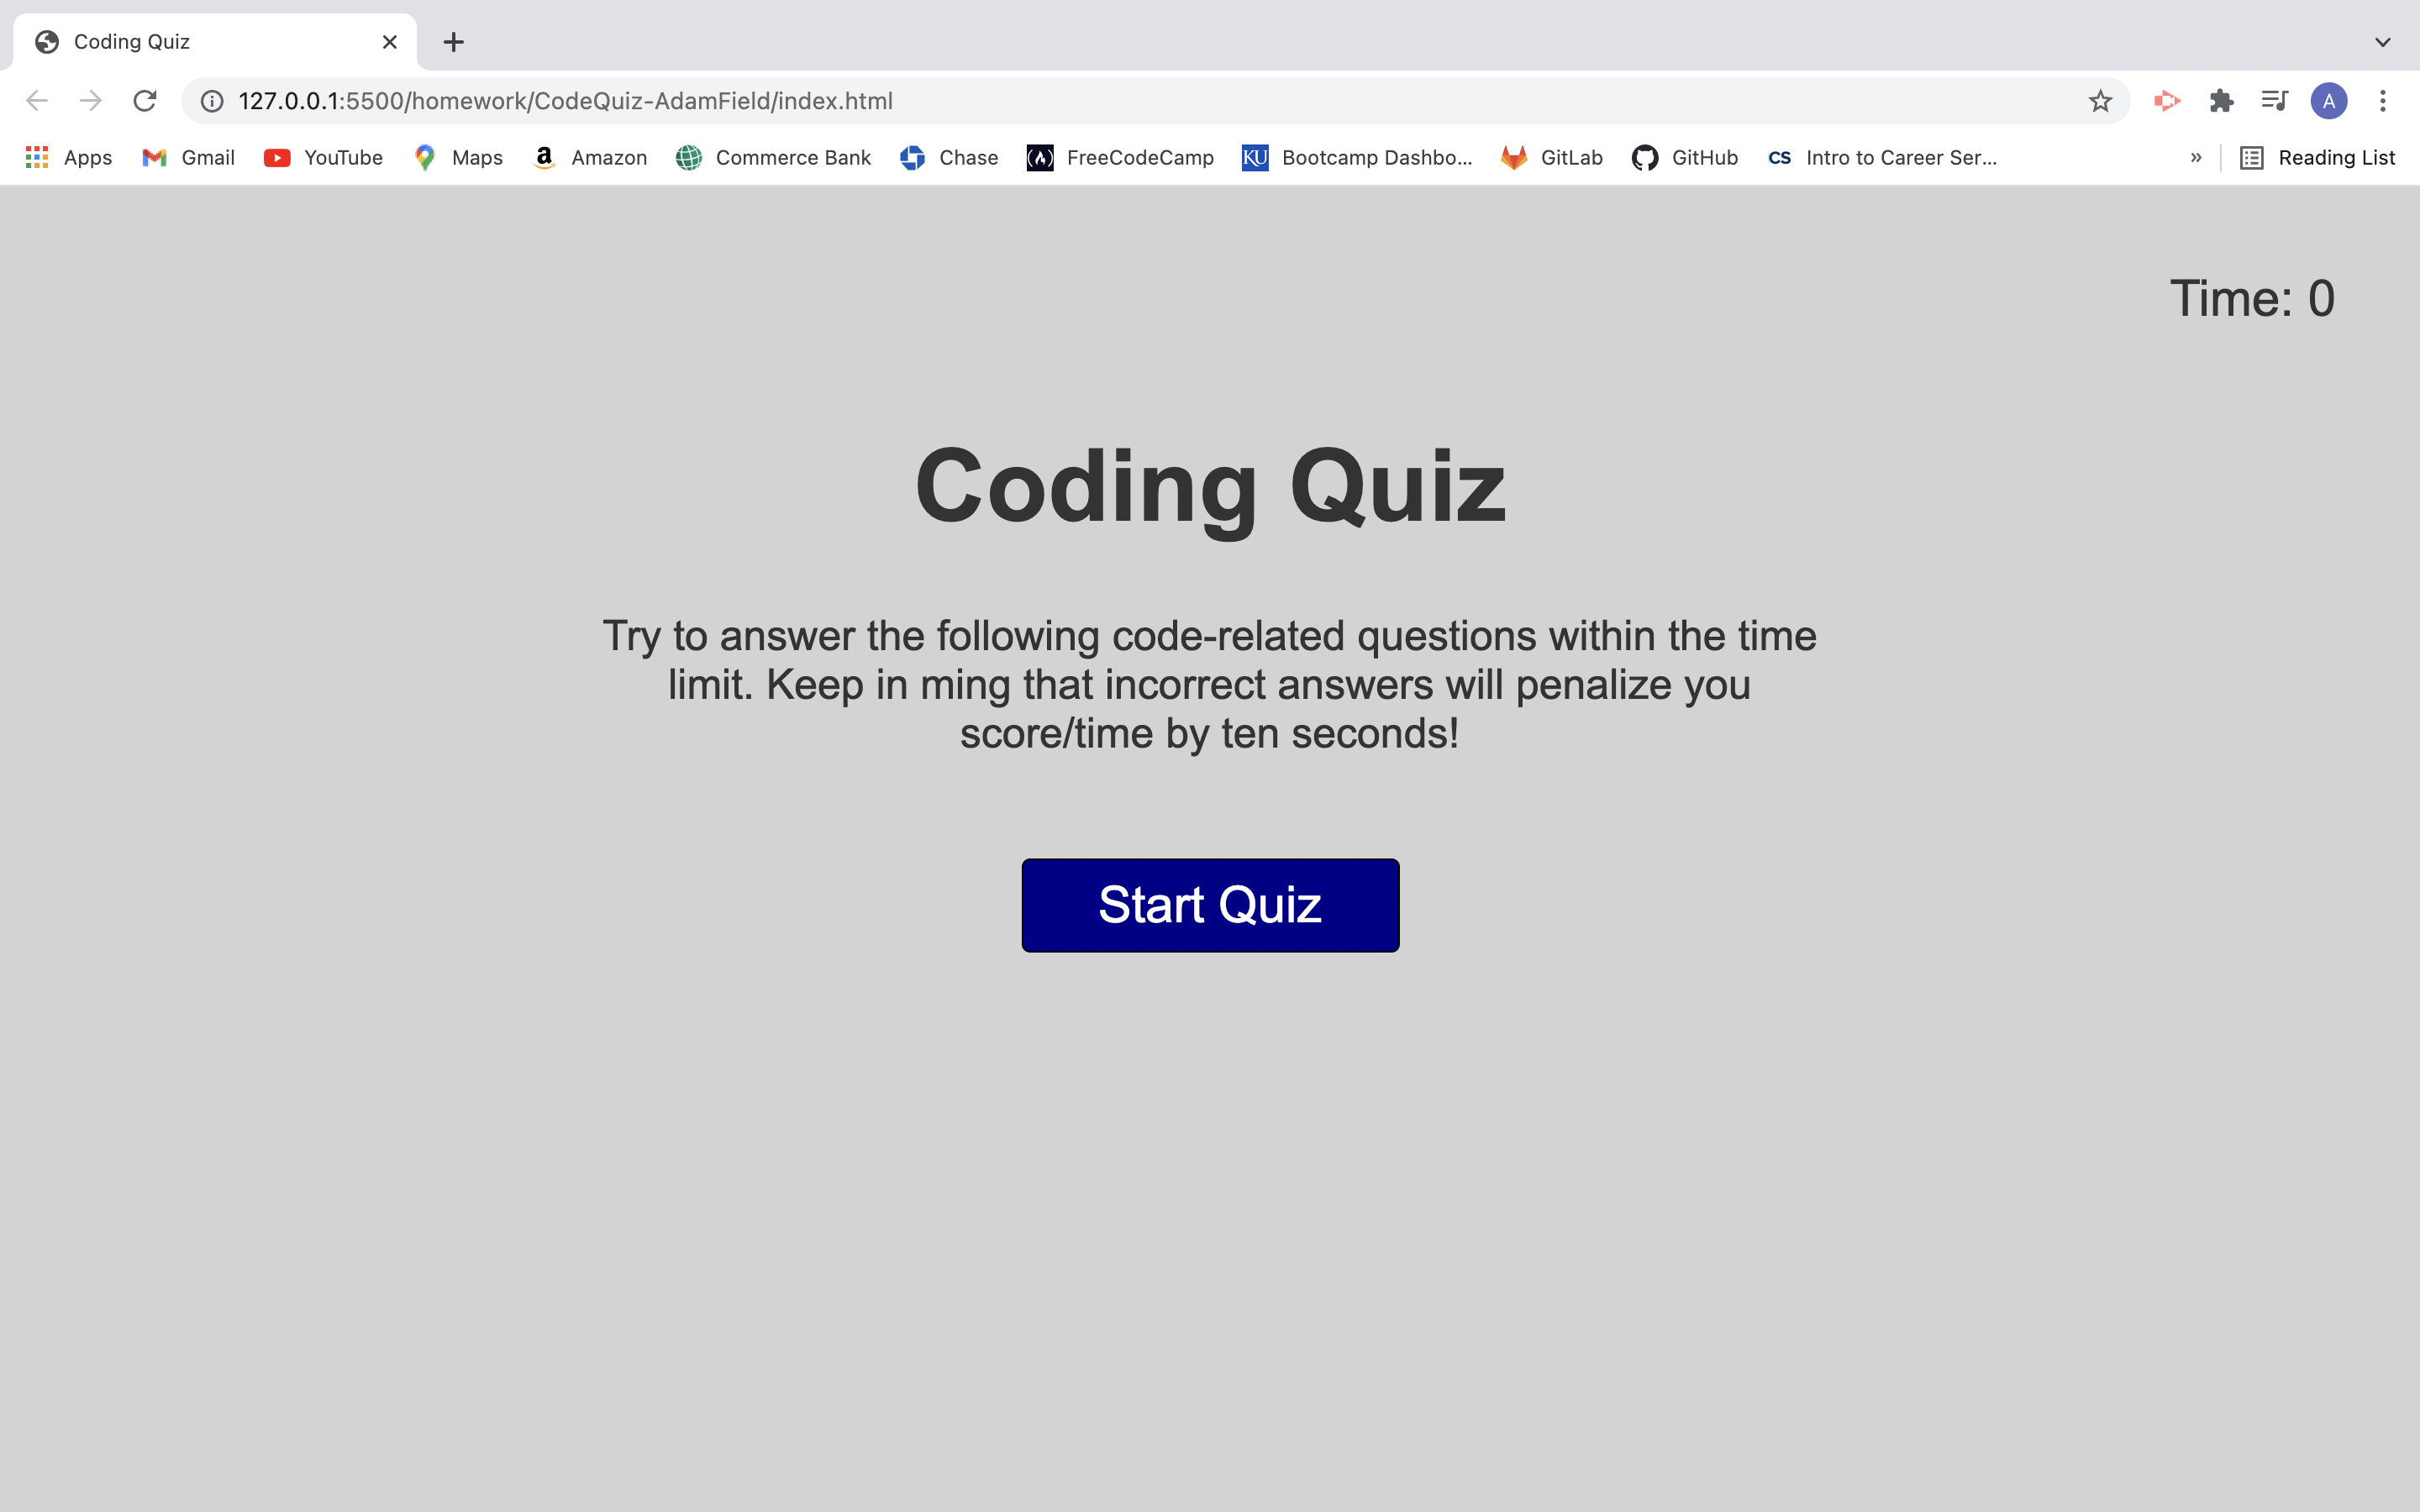 Coding Quiz
127.0.0.1:5500/homework/CodeQuiz-AdamField/index.html
A
Apps Gmail YouTube Maps a Amazon Commerce Bank Chase FreeCodeCamp KU Bootcamp Dashbo... GitLab GitHub CS Intro to Career Ser... » Reading List
Time: 0
Coding Quiz
Try to answer the following code-related questions within the time
limit. Keep in ming that incorrect answers will penalize you
score/time by ten seconds!
Start Quiz